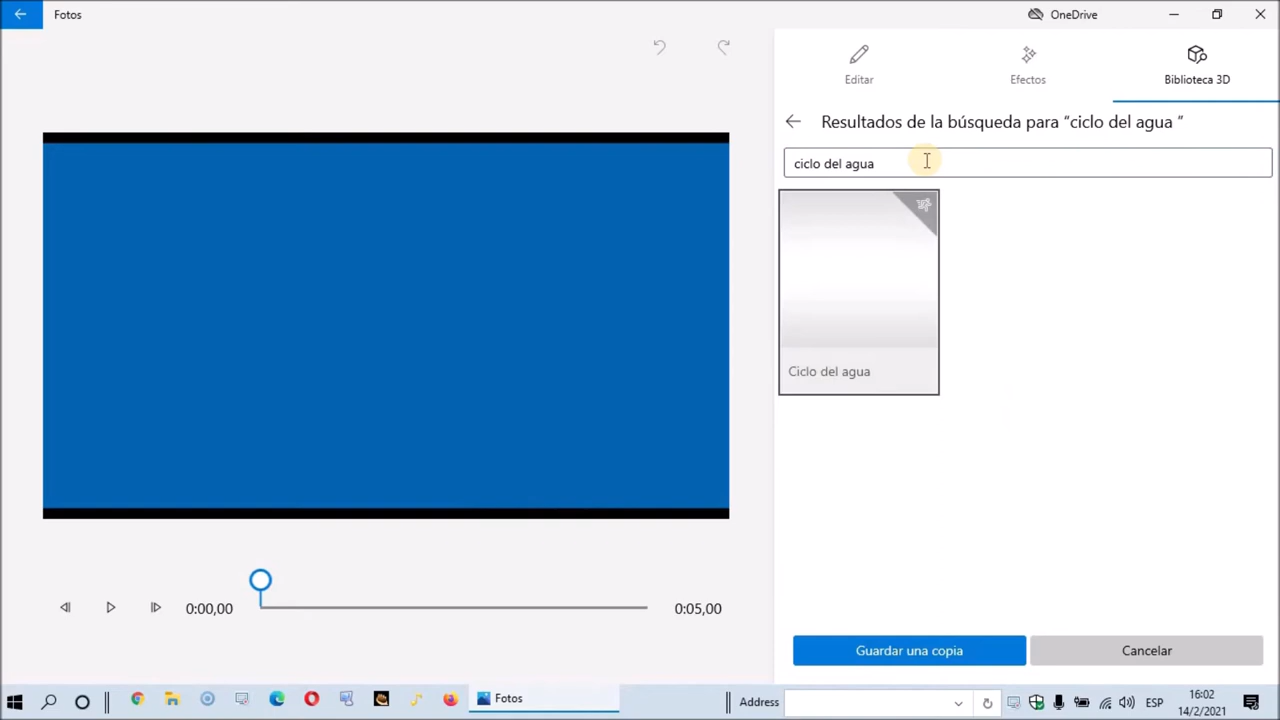 Fotos
OneDrive
Editar
Efectos
Biblioteca 3D
Resultados de la búsqueda para “ciclo del agua ”
ciclo del agua
Ciclo del agua
0:00,00
0:05,00
Guardar una copia
Cancelar
Fotos
Address
ESP
16:02
14/2/2021